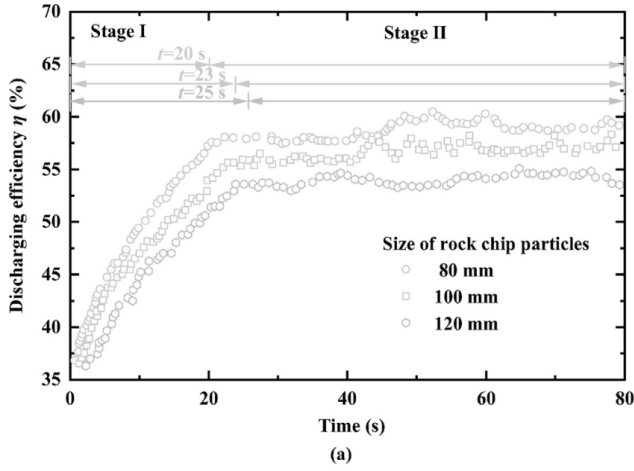 70
65
60
55
50
45
40
35
Discharging efficiency η (%)
Stage I
Stage II
t=20 s
t=23 s
t=25 s
Size of rock chip particles
80 mm
100 mm
120 mm
0
20
40
60
80
Time (s)
(a)